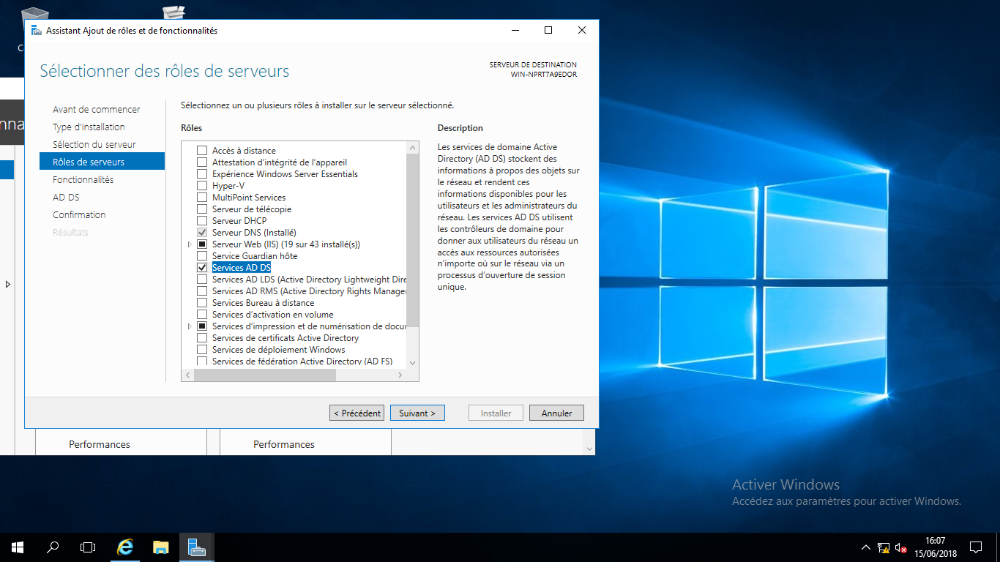 Assistant Ajout de rôles et de fonctionnalités
Sélectionner des rôles de serveurs
SERVEUR DE DESTINATION
WIN-NPRT7A9EDOR
Avant de commencer
Type d'installation
Sélection du serveur
Rôles de serveurs
Fonctionnalités
AD DS
Confirmation
Résultats
Sélectionnez un ou plusieurs rôles à installer sur le serveur sélectionné.
Rôles
Accès à distance
Attestation d'intégrité de l'appareil
Expérience Windows Server Essentials
Hyper-V
MultiPoint Services
Serveur de télécopie
Serveur DHCP
Serveur DNS (Installé)
Serveur Web (IIS) (19 sur 43 installé(s))
Service Guardian hôte
Services AD DS
Services AD LDS (Active Directory Lightweight Dire
Services AD RMS (Active Directory Rights Manager
Services Bureau à distance
Services d'activation en volume
Services d'impression et de numérisation de docu
Services de certificats Active Directory
Services de déploiement Windows
Services de fédération Active Directory (AD FS)
Description
Les services de domaine Active
Directory (AD DS) stockent des
informations à propos des objets sur
le réseau et rendent ces
informations disponibles pour les
utilisateurs et les administrateurs du
réseau. Les services AD DS utilisent
les contrôleurs de domaine pour
donner aux utilisateurs du réseau un
accès aux ressources autorisées
n'importe où sur le réseau via un
processus d'ouverture de session
unique.
< Précédent
Suivant >
Installer
Annuler
nna
Performances
Performances
Activer Windows
Accédez aux paramètres pour activer Windows.
16:07
15/06/2018